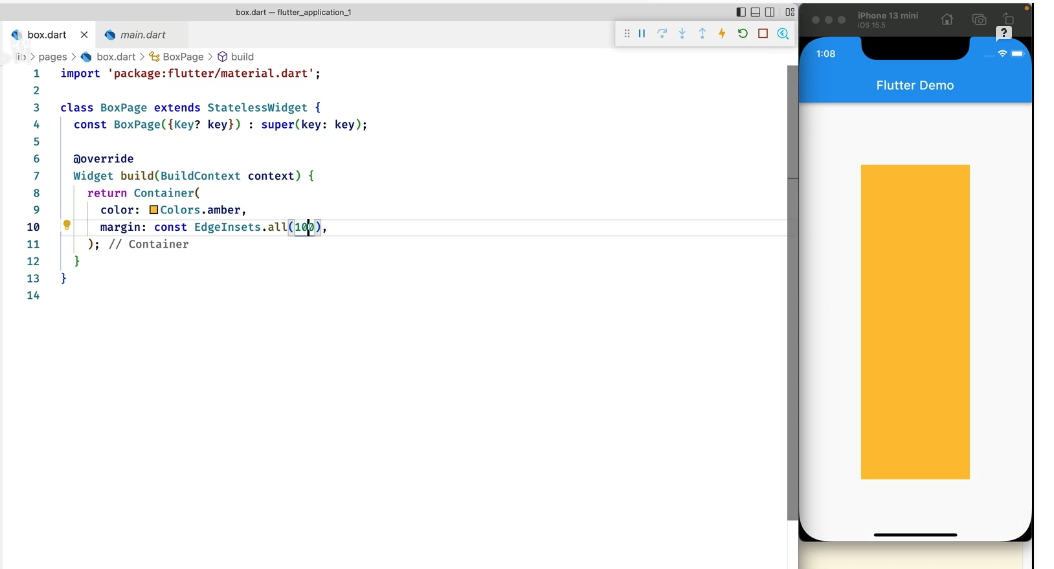 box.dart — flutter_application_1
box.dart
main.dart
lib > pages > box.dart > BoxPage > build
1 import 'package:flutter/material.dart';
2
3 class BoxPage extends StatelessWidget {
4 const BoxPage({Key? key}) : super(key: key);
5
6 @override
7 Widget build(BuildContext context) {
8 return Container(
9 color: Colors.amber,
10 margin: const EdgeInsets.all(100),
11 ); // Container
12 }
13 }
14
iPhone 13 mini
iOS 15.5
?
1:08
Flutter Demo